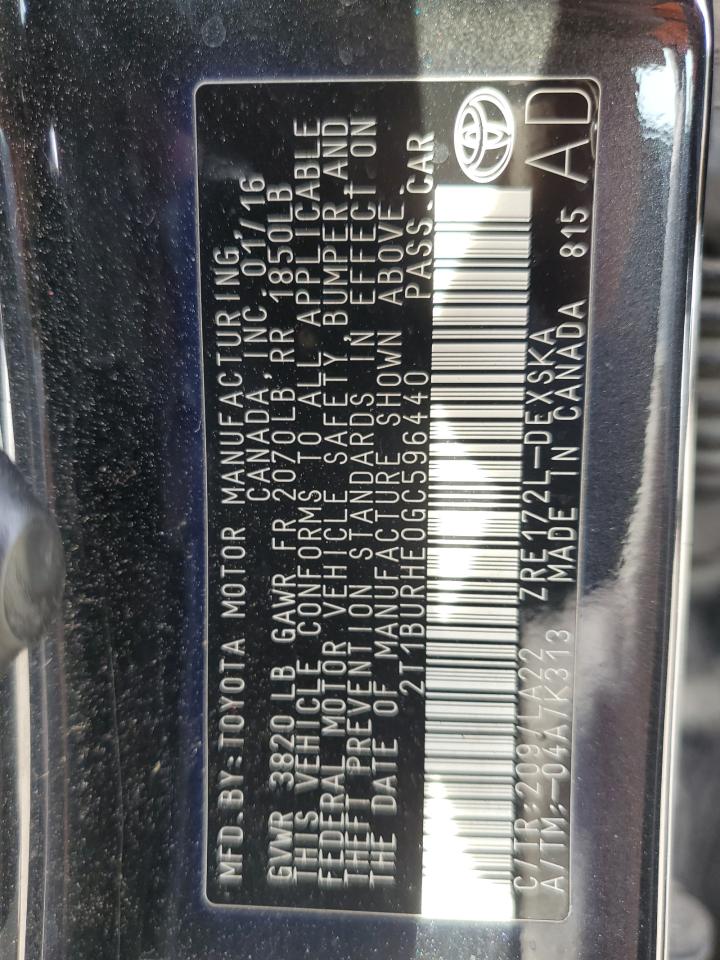 MFD.BY:TOYOTA MOTOR MANUFACTURING,
CANADA, INC. 01/16
GVWR 3820LB GAWR FR 2070LB RR 1850LB
THIS VEHICLE CONFORMS TO ALL APPLICABLE
FEDERAL MOTOR VEHICLE SAFETY, BUMPER AND
THEFT PREVENTION STANDARDS IN EFFECT ON
THE DATE OF MANUFACTURE SHOWN ABOVE.
2T1BURHE0GC596440 PASS.CAR
C/TR:209/LA22 ZRE172L-DEXSKA
A/TM:-04A/K313 MADE IN CANADA 815
AD